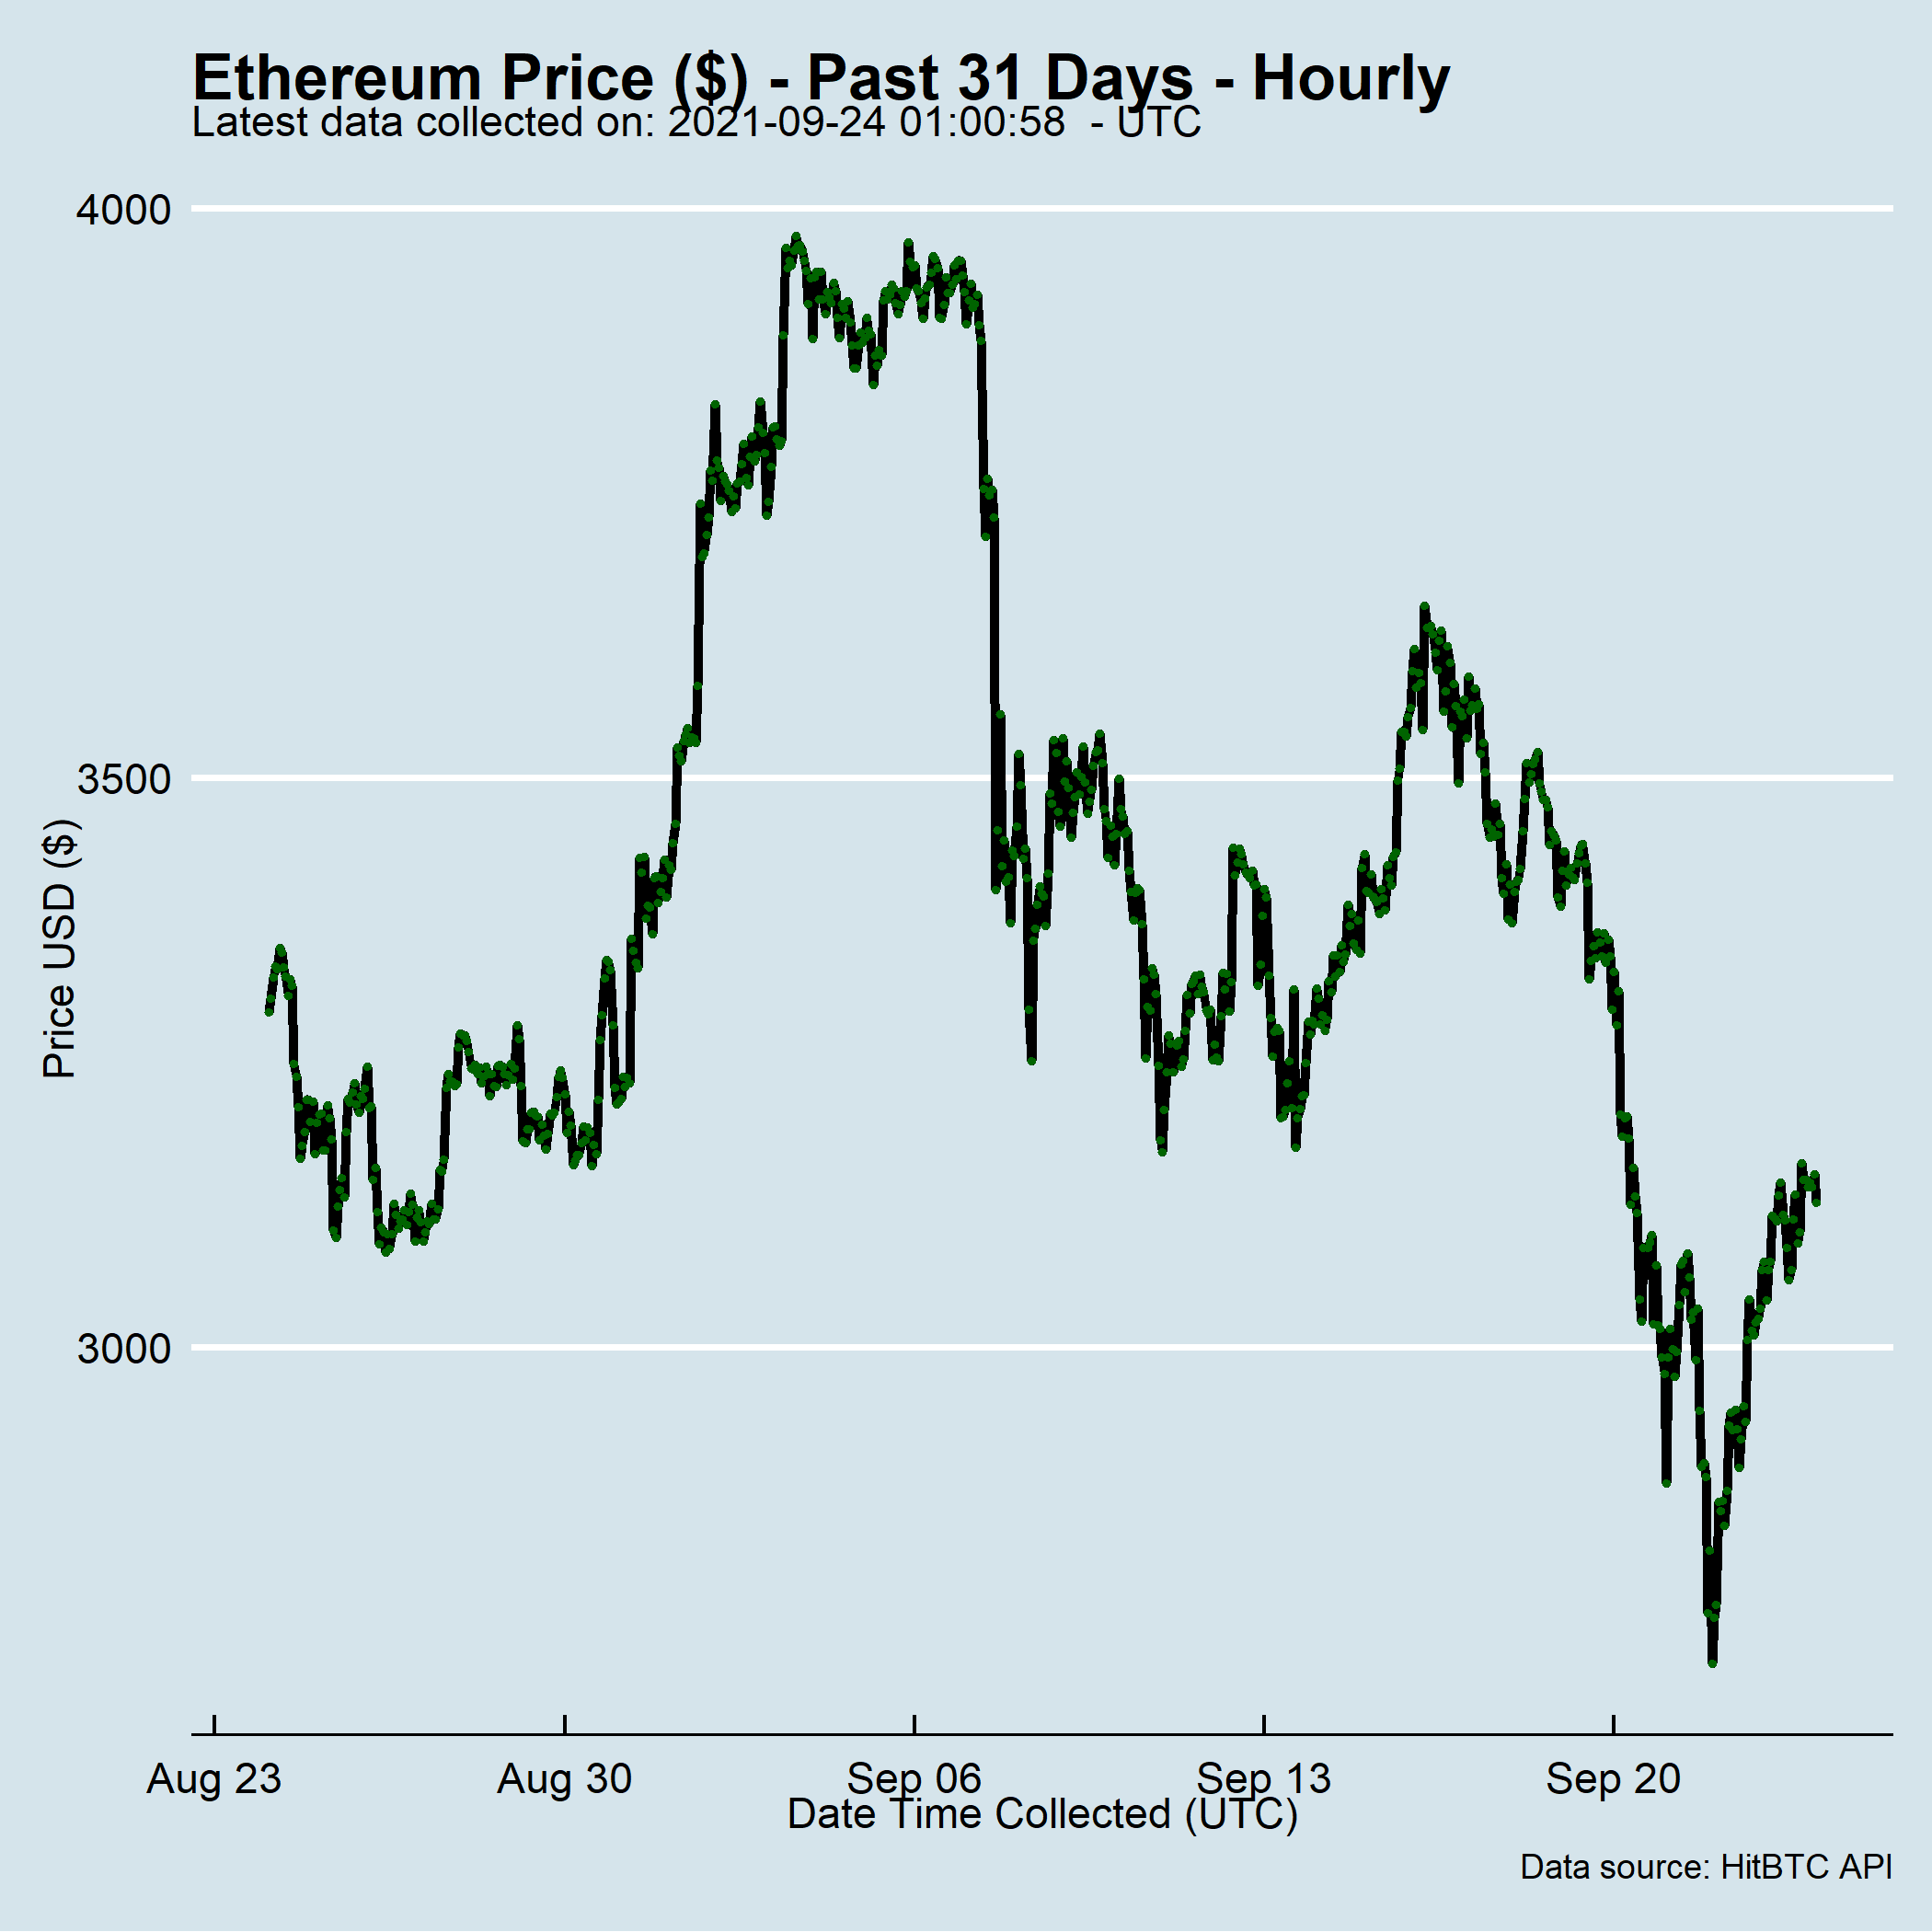 Ethereum Price ($) - Past 31 Days - Hourly
Latest data collected on: 2021-09-24 01:00:58  - UTC
4000
3500
3000
Price USD ($)
Aug 23
Aug 30
Sep 06
Sep 13
Sep 20
Date Time Collected (UTC)
Data source: HitBTC API